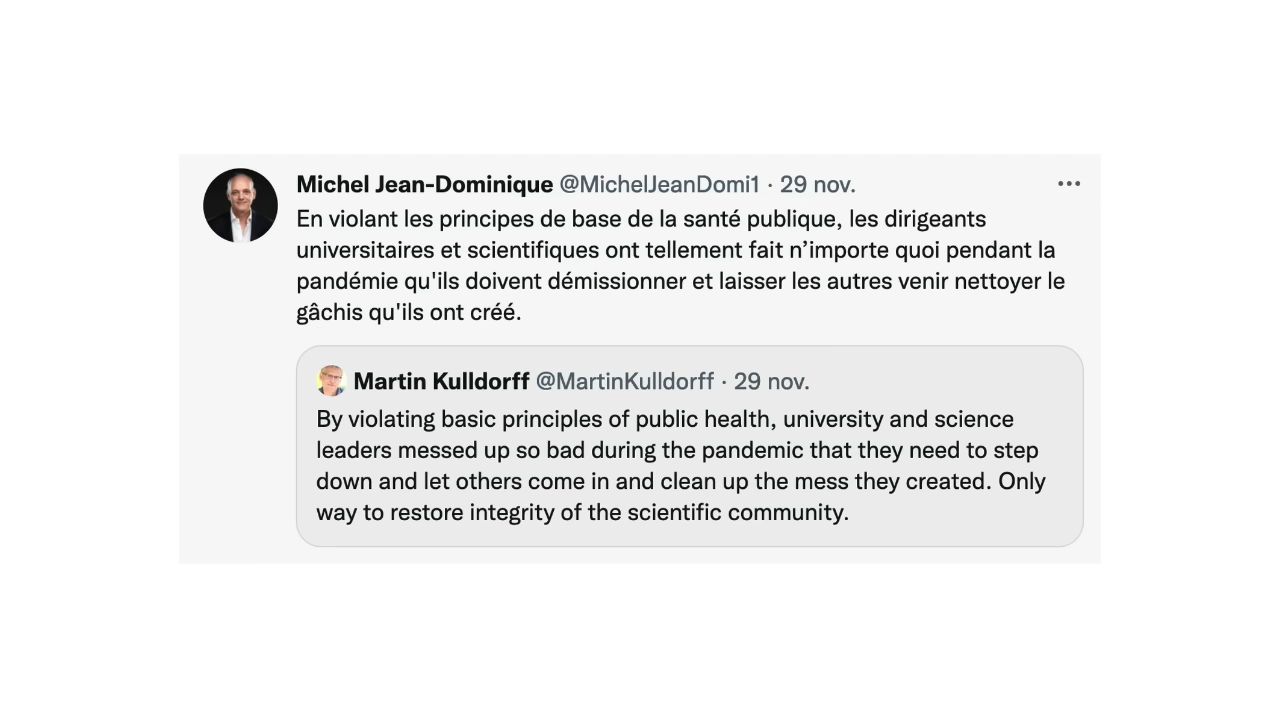 Michel Jean-Dominique @MichelJeanDomi1 · 29 nov.
En violant les principes de base de la santé publique, les dirigeants
universitaires et scientifiques ont tellement fait n’importe quoi pendant la
pandémie qu'ils doivent démissionner et laisser les autres venir nettoyer le
gâchis qu'ils ont créé.
Martin Kulldorff @MartinKulldorff · 29 nov.
By violating basic principles of public health, university and science
leaders messed up so bad during the pandemic that they need to step
down and let others come in and clean up the mess they created. Only
way to restore integrity of the scientific community.